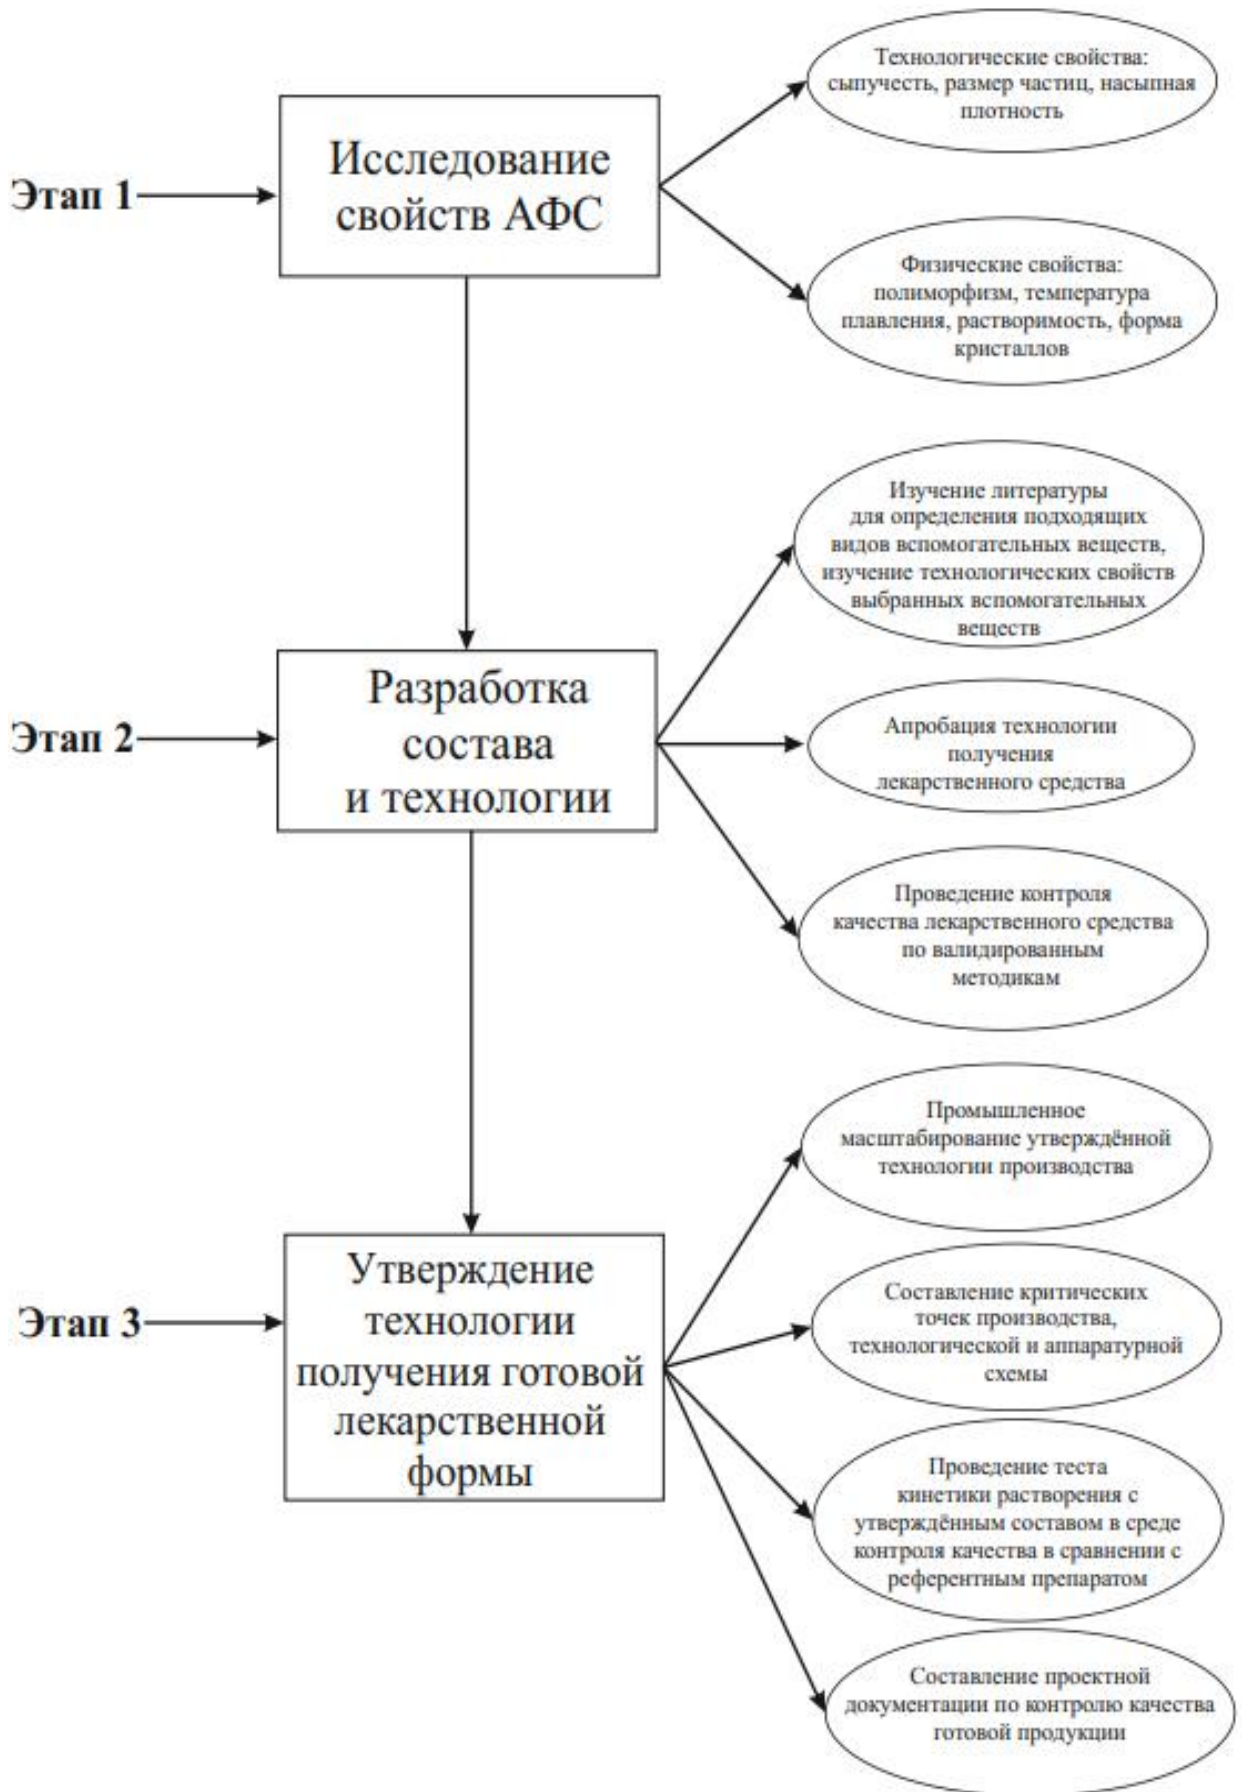 Этап 1
Исследование
свойств АФС
Технологические свойства:
сыпучесть, размер частиц, насыпная
плотность
Физические свойства:
полиморфизм, температура
плавления, растворимость, форма
кристаллов
Этап 2
Разработка
состава
и технологии
Изучение литературы
для определения подходящих
видов вспомогательных веществ,
изучение технологических свойств
выбранных вспомогательных
веществ
Апробация технологии
получения
лекарственного средства
Проведение контроля
качества лекарственного средства
по валидированным
методикам
Этап 3
Утверждение
технологии
получения готовой
лекарственной
формы
Промышленное
масштабирование утверждённой
технологии производства
Составление критических
точек производства,
технологической и аппаратурной
схемы
Проведение теста
кинетики растворения с
утверждённым составом в среде
контроля качества в сравнении с
референтным препаратом
Составление проектной
документации по контролю качества
готовой продукции